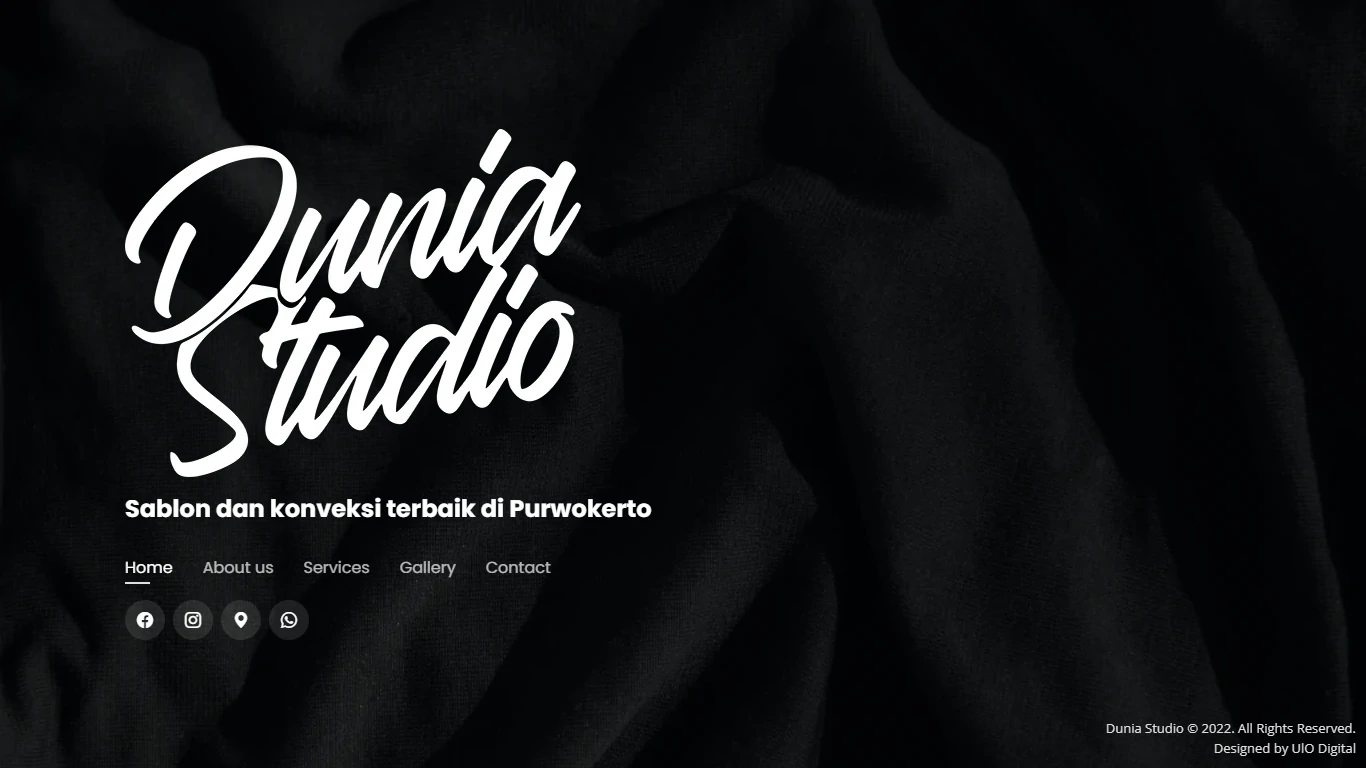 Dunia
Studio
Sablon dan konveksi terbaik di Purwokerto
Home About us Services Gallery Contact
Dunia Studio © 2022. All Rights Reserved.
Designed by UlO Digital